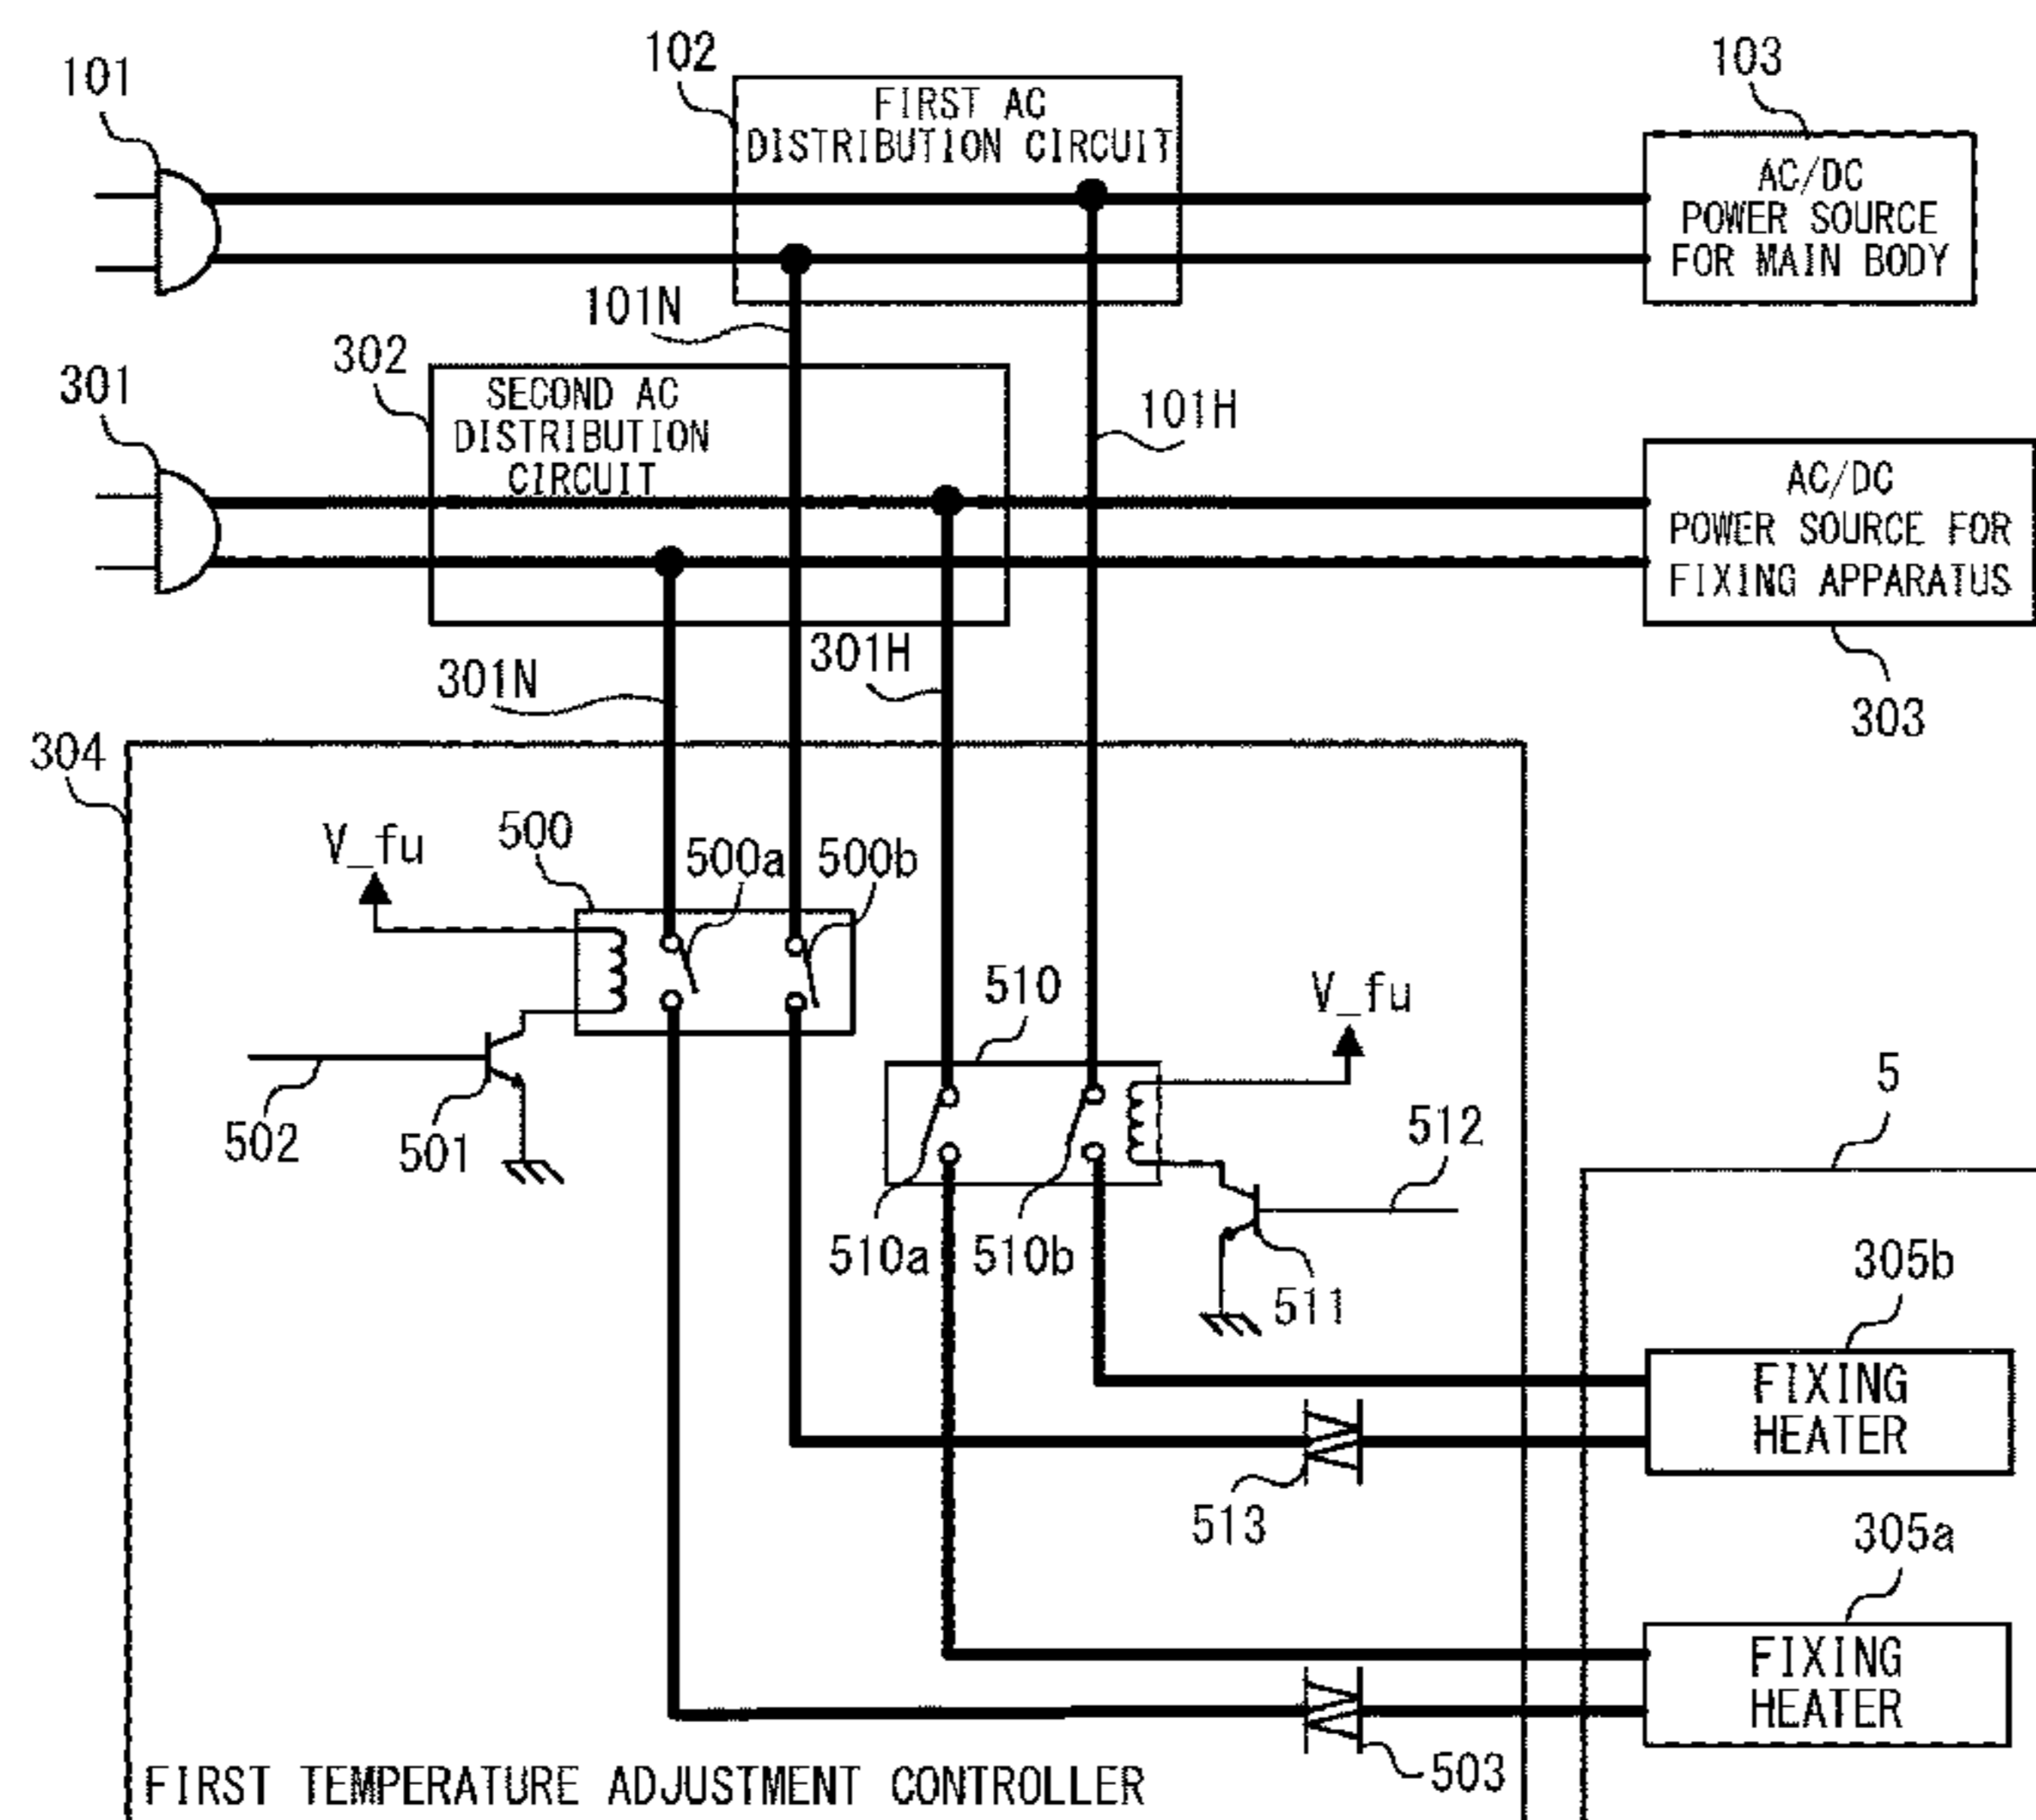 101
102
103
FIRST AC
DISTRIBUTION CIRCUIT
AC/DC
POWER SOURCE
FOR MAIN BODY
101N
302
301
SECOND AC
DISTRIBUTION
CIRCUIT
101H
AC/DC
POWER SOURCE FOR
FIXING APPARATUS
301N
301H
303
304
V_fu
500
500a
500b
510
V_fu
5
502
501
512
510a
510b
511
305b
FIXING
HEATER
513
305a
FIXING
HEATER
503
FIRST TEMPERATURE ADJUSTMENT CONTROLLER